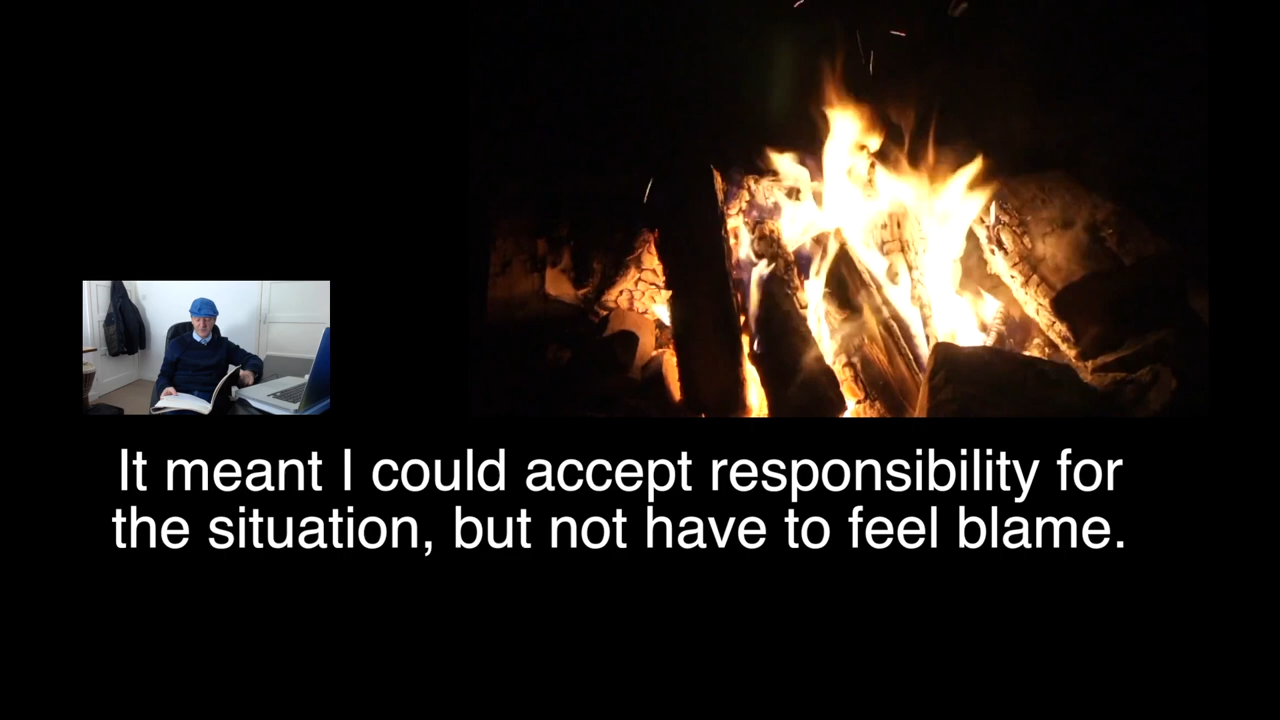 It meant I could accept responsibility for
the situation, but not have to feel blame.